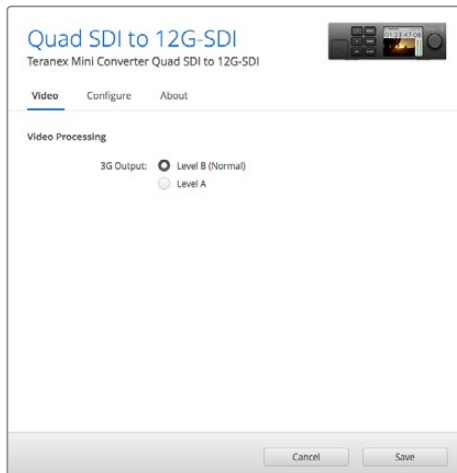 Quad SDI to 12G-SDI
Teranex Mini Converter Quad SDI to 12G-SDI
Video Configure About
Video Processing
3G Output: Level B (Normal)
Level A
Cancel Save